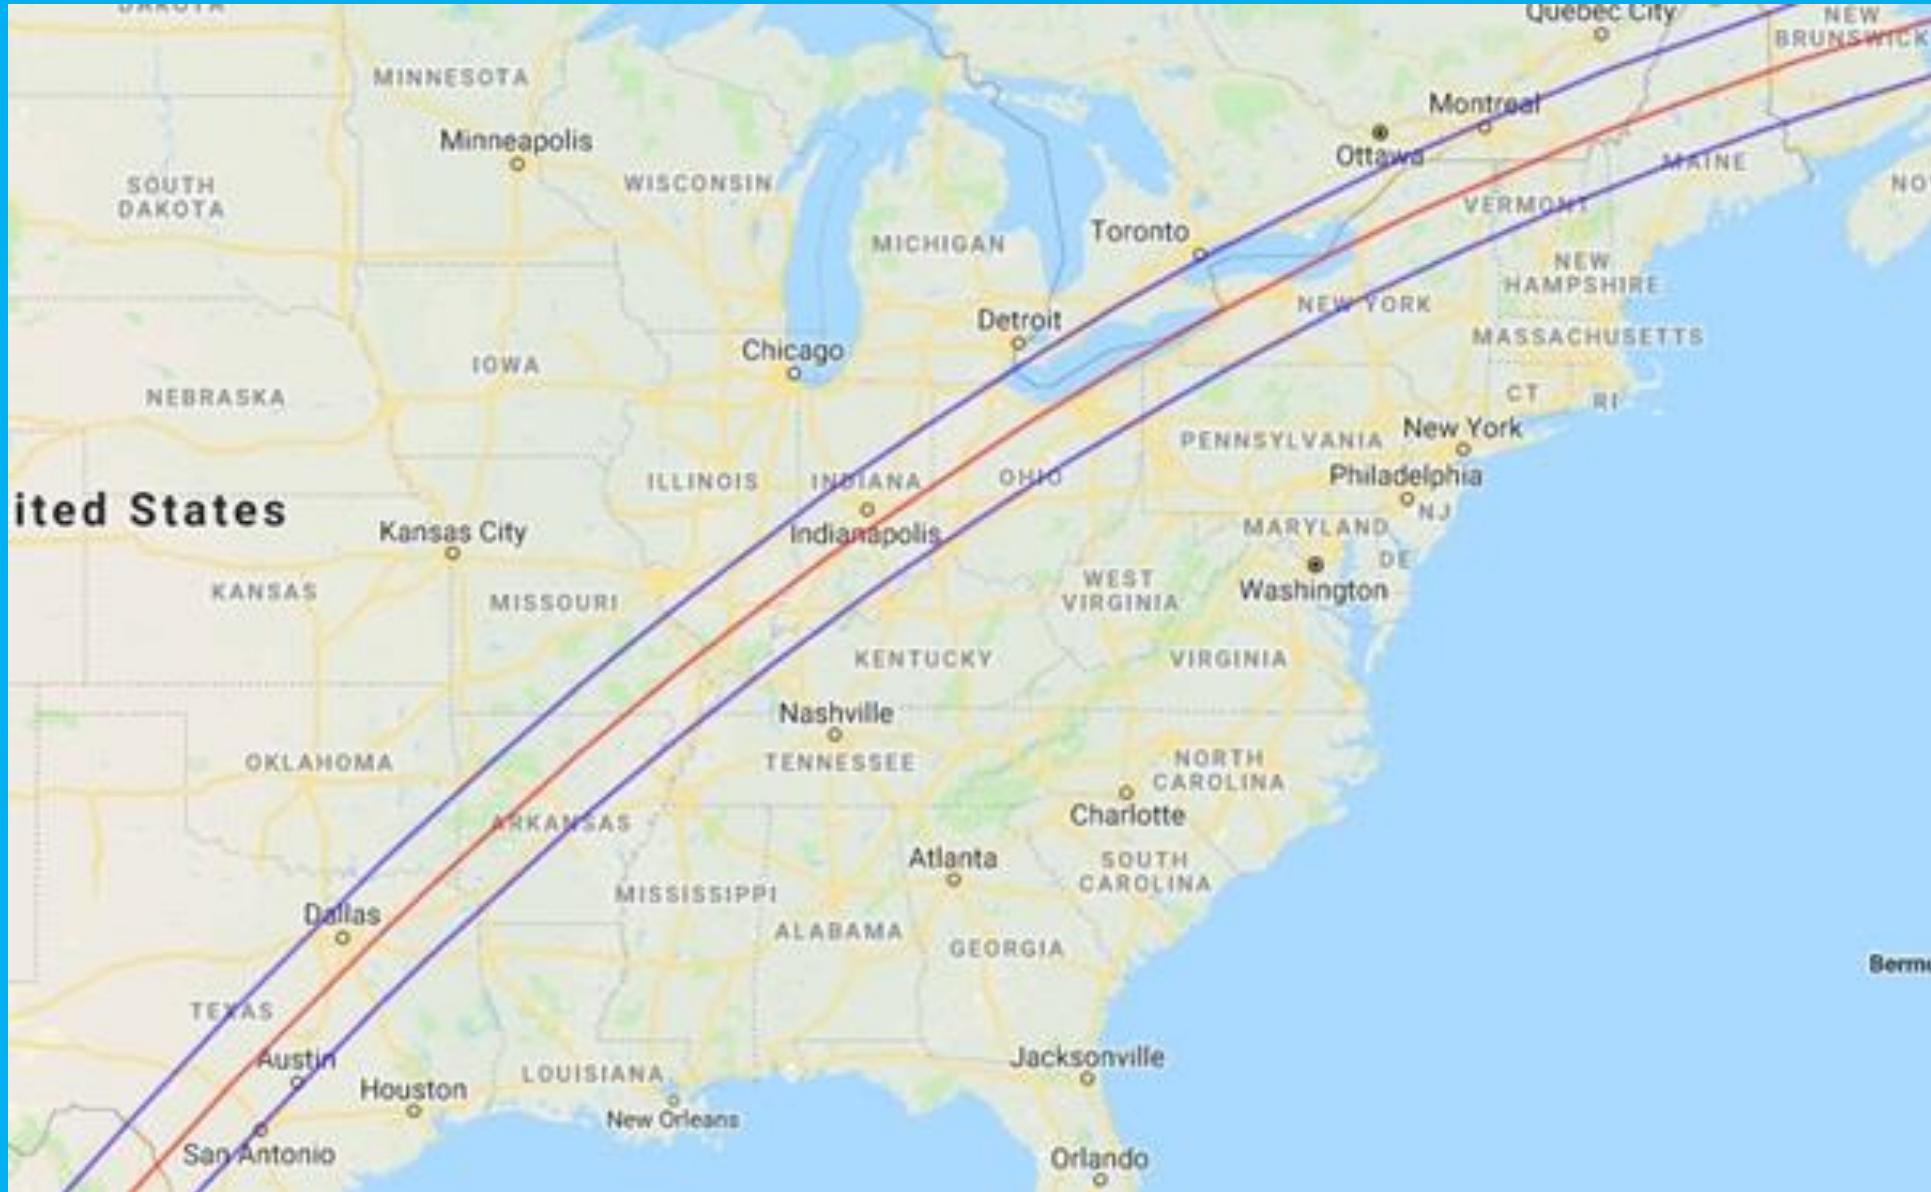 DAKOTA
Quebec City
NEW
BRUNSWICK
MINNESOTA
Minneapolis
Montreal
Ottawa
MAINE
SOUTH
DAKOTA
WISCONSIN
VERMONT
Toronto
MICHIGAN
NEW
HAMPSHIRE
NEW YORK
Detroit
MASSACHUSETTS
Chicago
IOWA
NEBRASKA
CT
RI
New York
PENNSYLVANIA
Philadelphia
ILLINOIS
INDIANA
OHIO
NJ
ited States
Kansas City
Indianapolis
MARYLAND
DE
Washington
KANSAS
MISSOURI
WEST
VIRGINIA
KENTUCKY
VIRGINIA
Nashville
TENNESSEE
OKLAHOMA
NORTH
CAROLINA
Charlotte
ARKANSAS
Atlanta
SOUTH
CAROLINA
MISSISSIPPI
Dallas
ALABAMA
GEORGIA
Berm
TEXAS
Austin
Jacksonville
Houston
LOUISIANA
New Orleans
San Antonio
Orlando